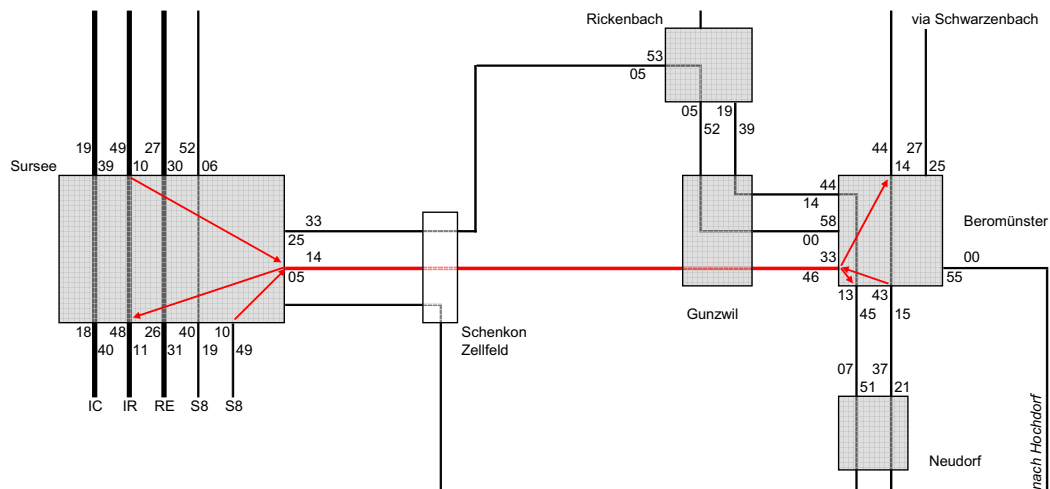 Rickenbach
via Schwarzenbach
53
05
05 19
52 39
19 49 27 52
44 27
Sursee
39 10 30 06
14 25
44
14
33
25
58
00
Beromünster
14
05
33
46
00
55
13 43
45 15
Gunzwil
18 48 26 40 10
40 11 31 19 49
Schenkon
Zellfeld
07 37
51 21
IC IR RE S8 S8
Neudorf
nach Hochdorf